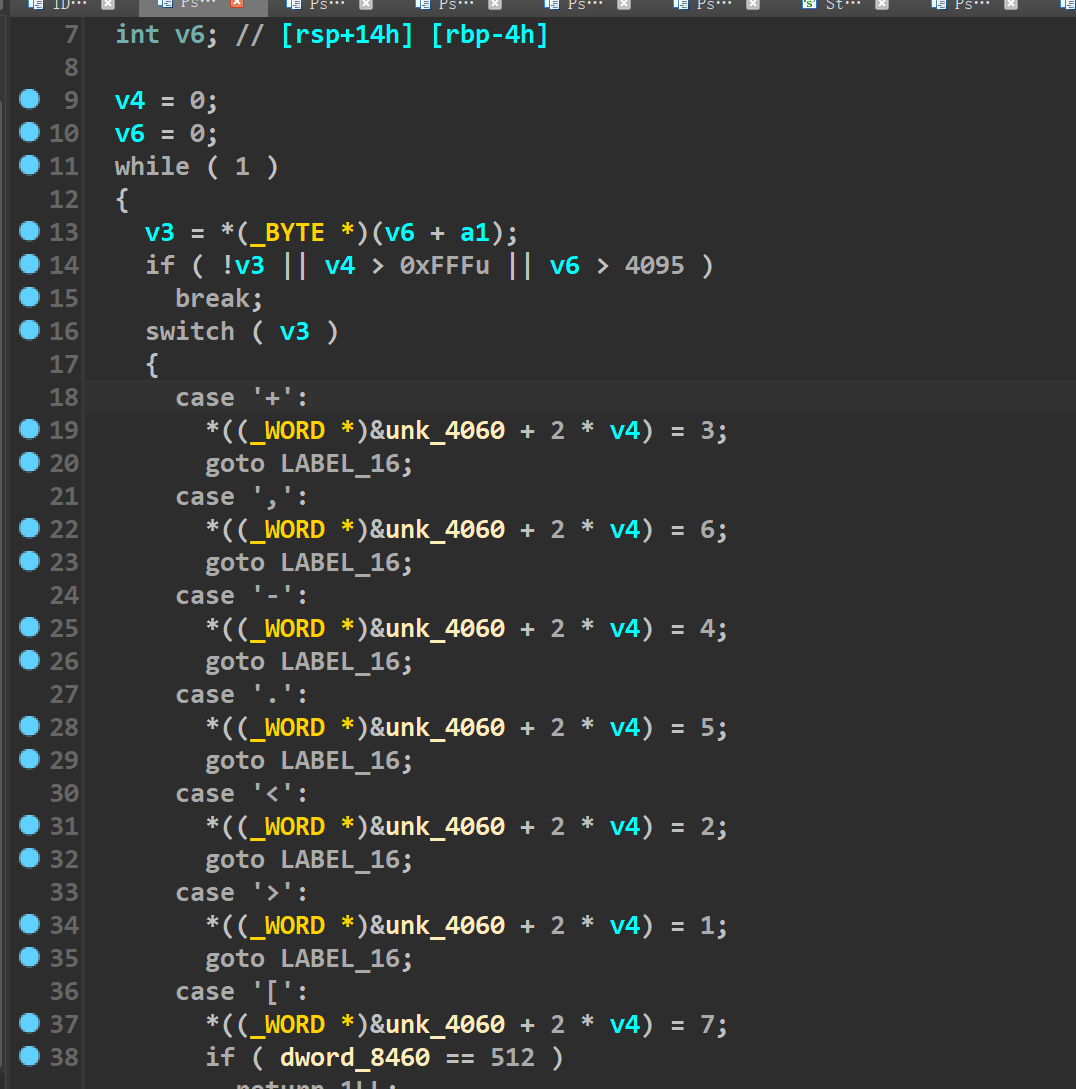 ID… Ps… Ps… Ps… Ps… Ps… St… Ps…
7 int v6; // [rsp+14h] [rbp-4h]
8
9 v4 = 0;
10 v6 = 0;
11 while ( 1 )
12 {
13 v3 = *(_BYTE *)(v6 + a1);
14 if ( !v3 || v4 > 0xFFFu || v6 > 4095 )
15 break;
16 switch ( v3 )
17 {
18 case '+':
19 *((_WORD *)&unk_4060 + 2 * v4) = 3;
20 goto LABEL_16;
21 case ',':
22 *((_WORD *)&unk_4060 + 2 * v4) = 6;
23 goto LABEL_16;
24 case '-':
25 *((_WORD *)&unk_4060 + 2 * v4) = 4;
26 goto LABEL_16;
27 case '.':
28 *((_WORD *)&unk_4060 + 2 * v4) = 5;
29 goto LABEL_16;
30 case '<':
31 *((_WORD *)&unk_4060 + 2 * v4) = 2;
32 goto LABEL_16;
33 case '>':
34 *((_WORD *)&unk_4060 + 2 * v4) = 1;
35 goto LABEL_16;
36 case '[':
37 *((_WORD *)&unk_4060 + 2 * v4) = 7;
38 if ( dword_8460 == 512 )